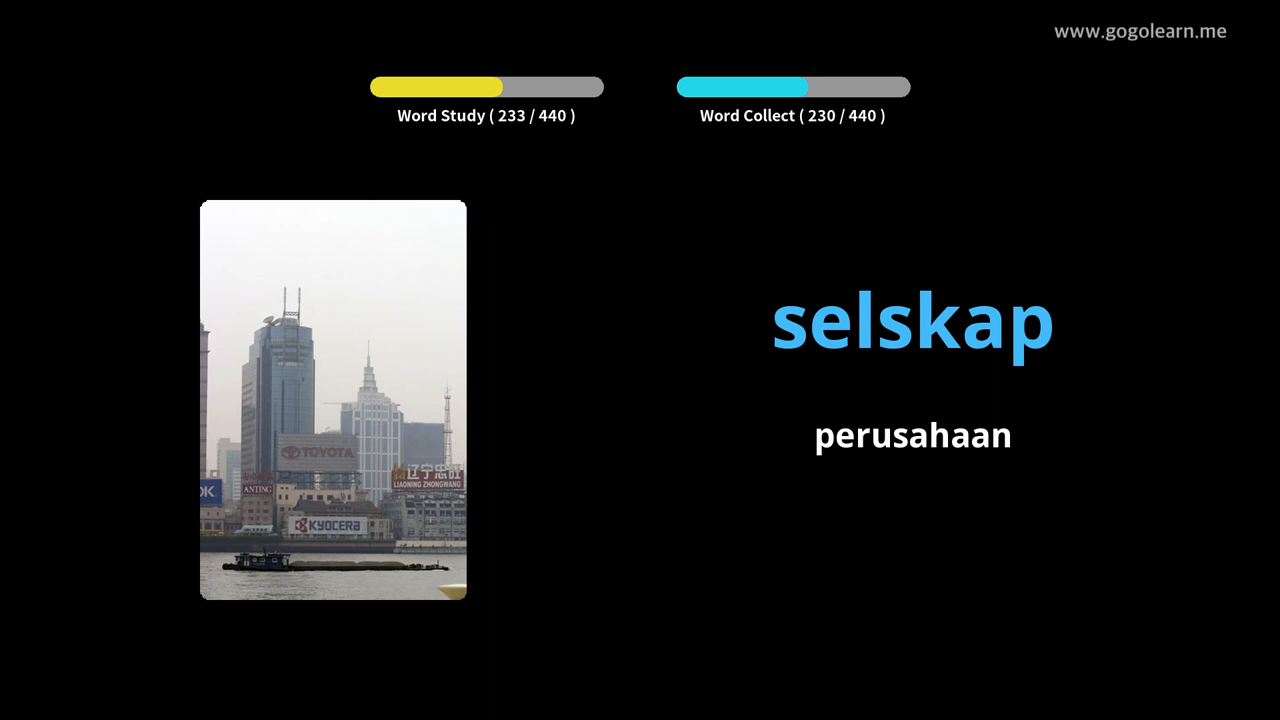 www.gogolearn.me
Word Study ( 233 / 440 )
Word Collect ( 230 / 440 )
selskap
perusahaan
TOYOTA
辽宁忠旺
LIAONING ZHONGWANG
OK
ANTING
KYOCERA